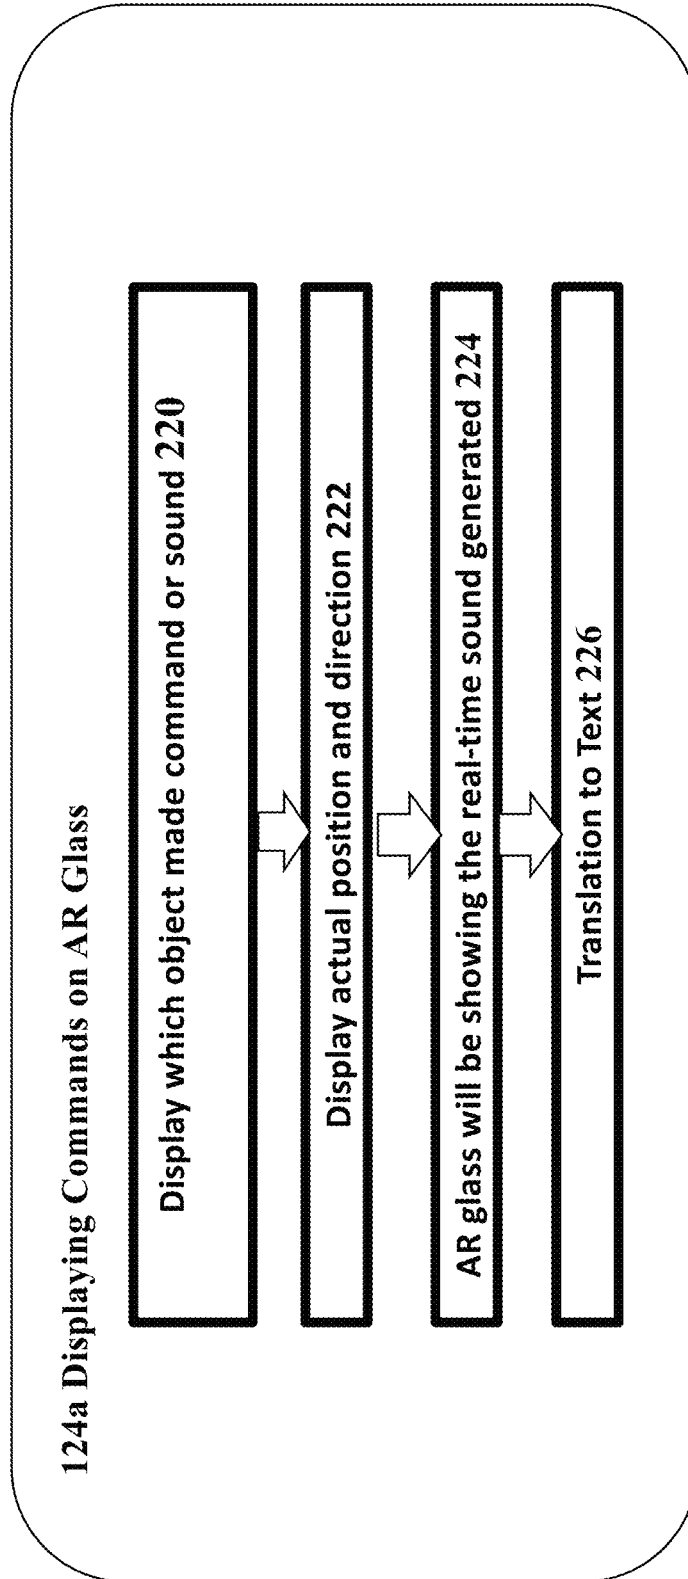 124a Displaying Commands on AR Glass
Display which object made command or sound 220
Display actual position and direction 222
AR glass will be showing the real-time sound generated 224
Translation to Text 226